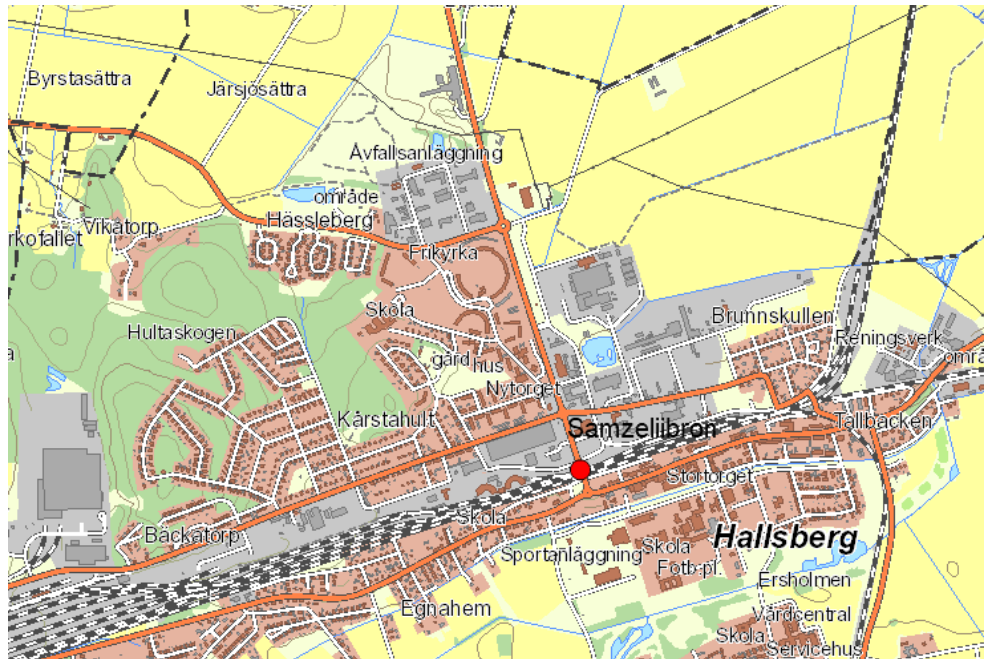 Byrstasättra
Järsjösättra
Avfallsanläggning
område
Hässleberg
Vikatorp
rkofallet
Frikyrka
Skola
Hultaskogen
Brunnskullen
Reningsverk
områ
gård
hus
Nytorget
Kårstahult
Samzeliibron
Tallbacken
Stortorget
Skola
Backatorp
Hallsberg
Sportanläggning
Skola
Fotb.pl
Ersholmen
Egnahem
Vårdcentral
Skola
Servicehus